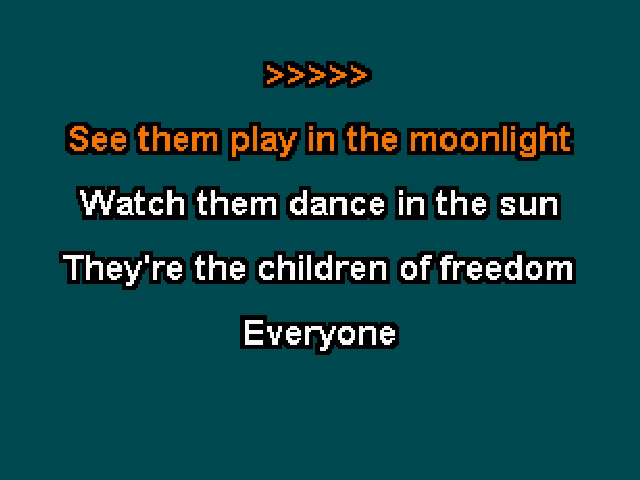 >>>>>
See them play in the moonlight
Watch them dance in the sun
They're the children of freedom
Everyone